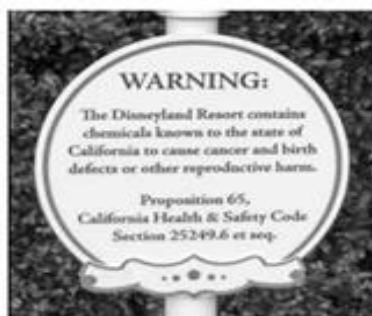 WARNING:
The Disneyland Resort contains
chemicals known to the state of
California to cause cancer and birth
defects or other reproductive harm.
Proposition 65,
California Health & Safety Code
Section 25249.6 et seq.